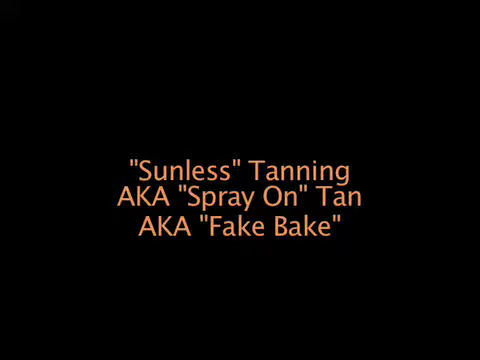 "Sunless" Tanning
AKA "Spray On" Tan
AKA "Fake Bake"